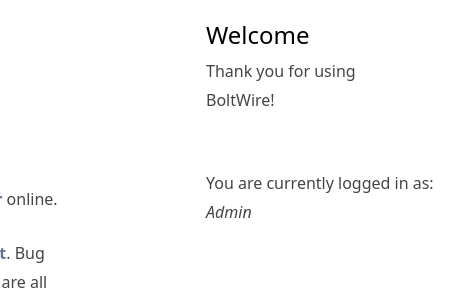 Welcome
Thank you for using
BoltWire!
You are currently logged in as:
Admin
online.
. Bug
are all